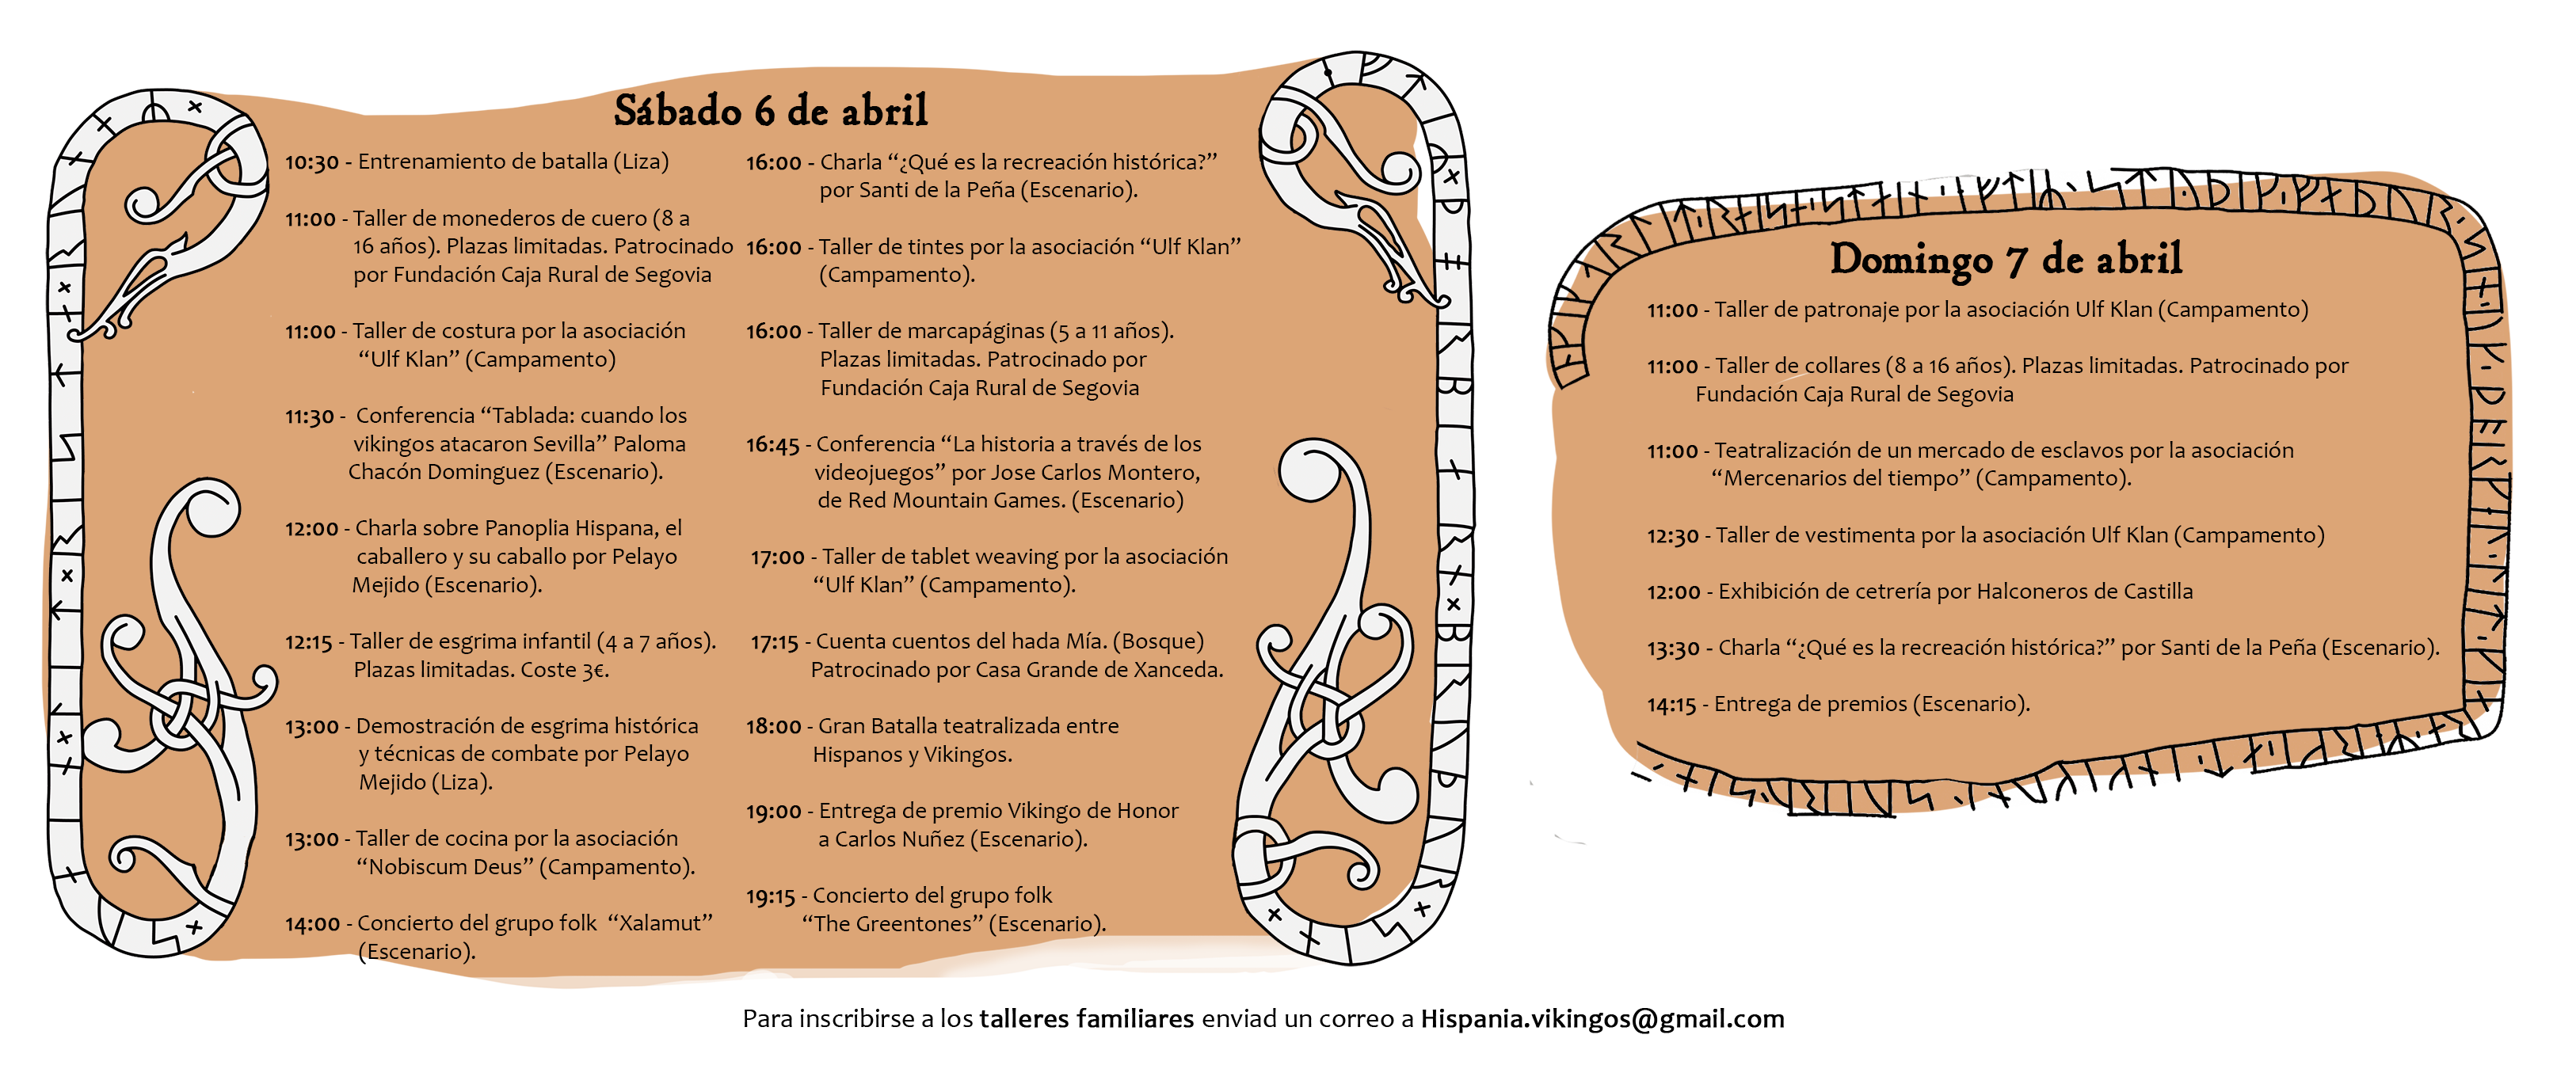 Sábado 6 de abril
10:30 - Entrenamiento de batalla (Liza)
11:00 - Taller de monederos de cuero (8 a
16 años). Plazas limitadas. Patrocinado
por Fundación Caja Rural de Segovia
11:00 - Taller de costura por la asociación
“Ulf Klan” (Campamento)
11:30 - Conferencia “Tablada: cuando los
vikingos atacaron Sevilla” Paloma
Chacón Dominguez (Escenario).
12:00 - Charla sobre Panoplia Hispana, el
caballero y su caballo por Pelayo
Mejido (Escenario).
12:15 - Taller de esgrima infantil (4 a 7 años).
Plazas limitadas. Coste 3€.
13:00 - Demostración de esgrima histórica
y técnicas de combate por Pelayo
Mejido (Liza).
13:00 - Taller de cocina por la asociación
“Nobiscum Deus” (Campamento).
14:00 - Concierto del grupo folk “Xalamut”
(Escenario).
16:00 - Charla “¿Qué es la recreación histórica?”
por Santi de la Peña (Escenario).
16:00 - Taller de tintes por la asociación “Ulf Klan”
(Campamento).
16:00 - Taller de marcapáginas (5 a 11 años).
Plazas limitadas. Patrocinado por
Fundación Caja Rural de Segovia
16:45 - Conferencia “La historia a través de los
videojuegos” por Jose Carlos Montero,
de Red Mountain Games. (Escenario)
17:00 - Taller de tablet weaving por la asociación
“Ulf Klan” (Campamento).
17:15 - Cuenta cuentos del hada Mía. (Bosque)
Patrocinado por Casa Grande de Xanceda.
18:00 - Gran Batalla teatralizada entre
Hispanos y Vikingos.
19:00 - Entrega de premio Vikingo de Honor
a Carlos Nuñez (Escenario).
19:15 - Concierto del grupo folk
“The Greentones” (Escenario).
Domingo 7 de abril
11:00 - Taller de patronaje por la asociación Ulf Klan (Campamento)
11:00 - Taller de collares (8 a 16 años). Plazas limitadas. Patrocinado por
Fundación Caja Rural de Segovia
11:00 - Teatralización de un mercado de esclavos por la asociación
“Mercenarios del tiempo” (Campamento).
12:30 - Taller de vestimenta por la asociación Ulf Klan (Campamento)
12:00 - Exhibición de cetrería por Halconeros de Castilla
13:30 - Charla “¿Qué es la recreación histórica?” por Santi de la Peña (Escenario).
14:15 - Entrega de premios (Escenario).
Para inscribirse a los talleres familiares enviad un correo a Hispania.vikingos@gmail.com